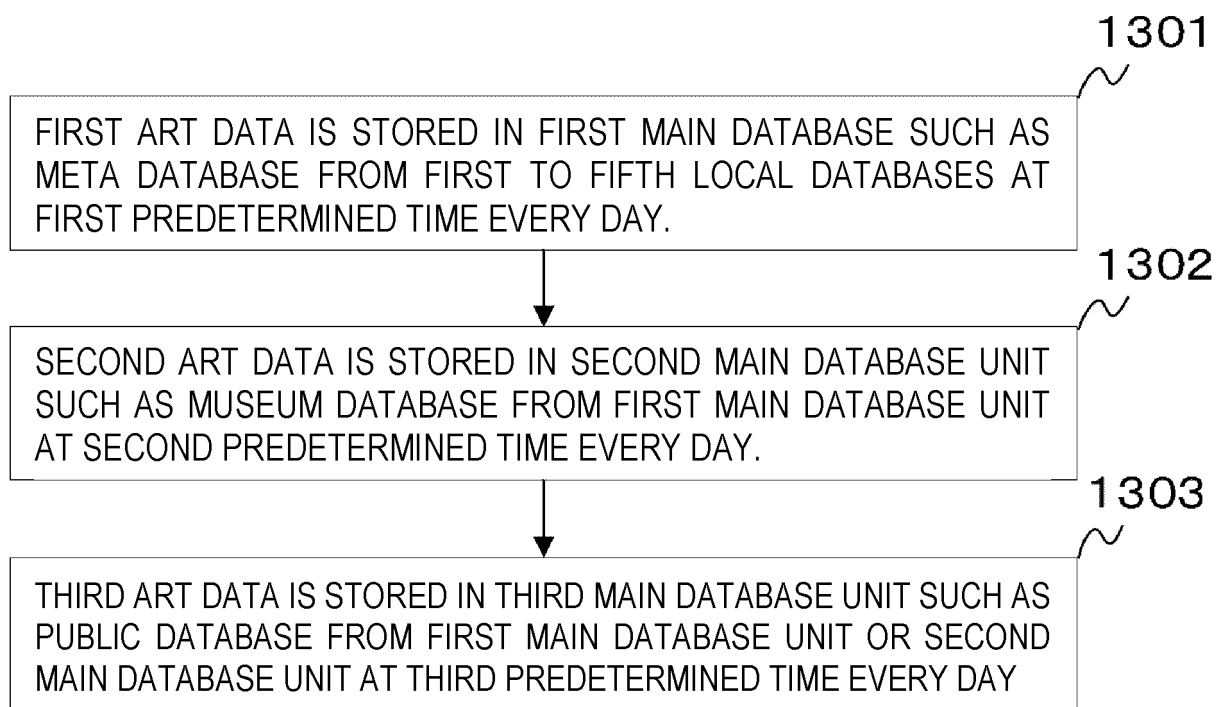 1301
FIRST ART DATA IS STORED IN FIRST MAIN DATABASE SUCH AS
META DATABASE FROM FIRST TO FIFTH LOCAL DATABASES AT
FIRST PREDETERMINED TIME EVERY DAY.
1302
SECOND ART DATA IS STORED IN SECOND MAIN DATABASE UNIT
SUCH AS MUSEUM DATABASE FROM FIRST MAIN DATABASE UNIT
AT SECOND PREDETERMINED TIME EVERY DAY.
1303
THIRD ART DATA IS STORED IN THIRD MAIN DATABASE UNIT SUCH AS
PUBLIC DATABASE FROM FIRST MAIN DATABASE UNIT OR SECOND
MAIN DATABASE UNIT AT THIRD PREDETERMINED TIME EVERY DAY